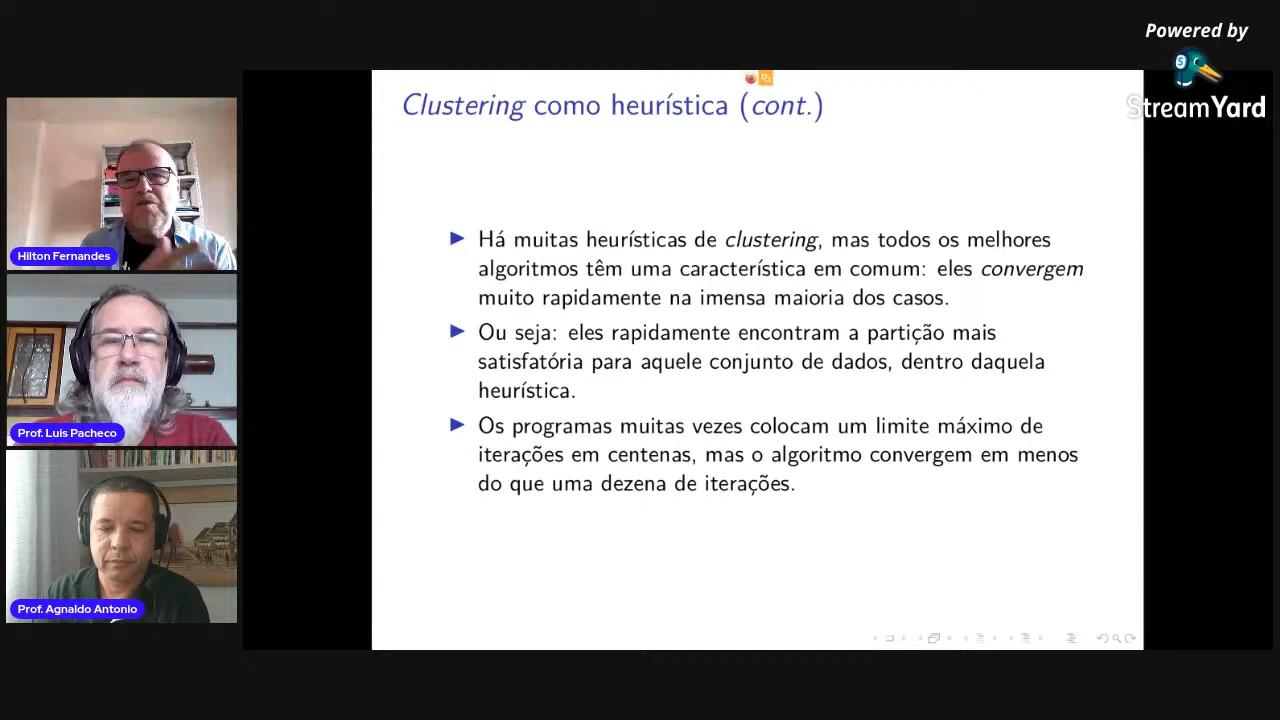 Powered by
StreamYard
Clustering como heurística (cont.)
Há muitas heurísticas de clustering, mas todos os melhores
algoritmos têm uma característica em comum: eles convergem
muito rapidamente na imensa maioria dos casos.
Ou seja: eles rapidamente encontram a partição mais
satisfatória para aquele conjunto de dados, dentro daquela
heurística.
Os programas muitas vezes colocam um limite máximo de
iterações em centenas, mas o algoritmo convergem em menos
do que uma dezena de iterações.
Hilton Fernandes
Prof. Luis Pacheco
Prof. Agnaldo Antonio